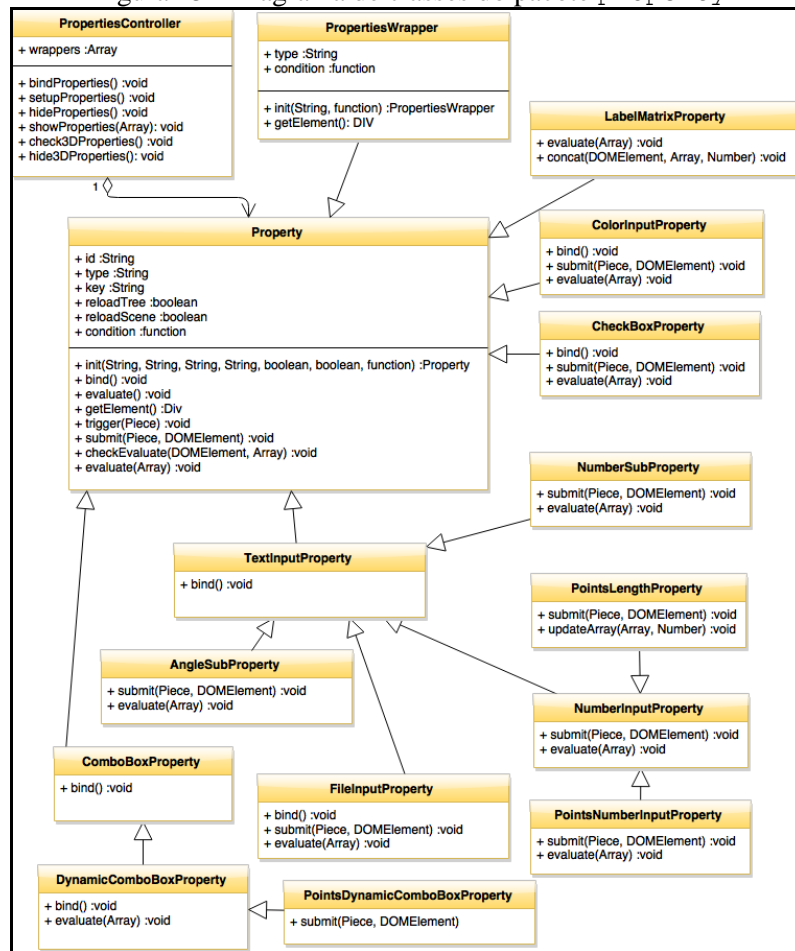 PropertiesController
+ wrappers :Array
+ bindProperties() :void
+ setupProperties() :void
+ hideProperties() :void
+ showProperties(Array): void
+ check3DProperties() :void
+ hide3DProperties(): void
PropertiesWrapper
+ type :String
+ condition :function
+ init(String, function) :PropertiesWrapper
+ getElement(): DIV
LabelMatrixProperty
+ evaluate(Array) :void
+ concat(DOMElement, Array, Number) :void
1
Property
+ id :String
+ type :String
+ key :String
+ reloadTree :boolean
+ reloadScene :boolean
+ condition :function
+ init(String, String, String, String, boolean, boolean, function) :Property
+ bind() :void
+ evaluate() :void
+ getElement() :Div
+ trigger(Piece) :void
+ submit(Piece, DOMElement) :void
+ checkEvaluate(DOMElement, Array) :void
+ evaluate(Array) :void
ColorInputProperty
+ bind() :void
+ submit(Piece, DOMElement) :void
+ evaluate(Array) :void
CheckBoxProperty
+ bind() :void
+ submit(Piece, DOMElement) :void
+ evaluate(Array) :void
NumberSubProperty
+ submit(Piece, DOMElement) :void
+ evaluate(Array) :void
TextInputProperty
+ bind() :void
PointsLengthProperty
+ submit(Piece, DOMElement) :void
+ updateArray(Array, Number) :void
AngleSubProperty
+ submit(Piece, DOMElement) :void
+ evaluate(Array) :void
NumberInputProperty
+ submit(Piece, DOMElement) :void
+ evaluate(Array) :void
ComboBoxProperty
+ bind() :void
FileInputProperty
+ bind() :void
+ submit(Piece, DOMElement) :void
+ evaluate(Array) :void
PointsNumberInputProperty
+ submit(Piece, DOMElement) :void
+ evaluate(Array) :void
DynamicComboBoxProperty
+ bind() :void
+ evaluate(Array) :void
PointsDynamicComboBoxProperty
+ submit(Piece, DOMElement)